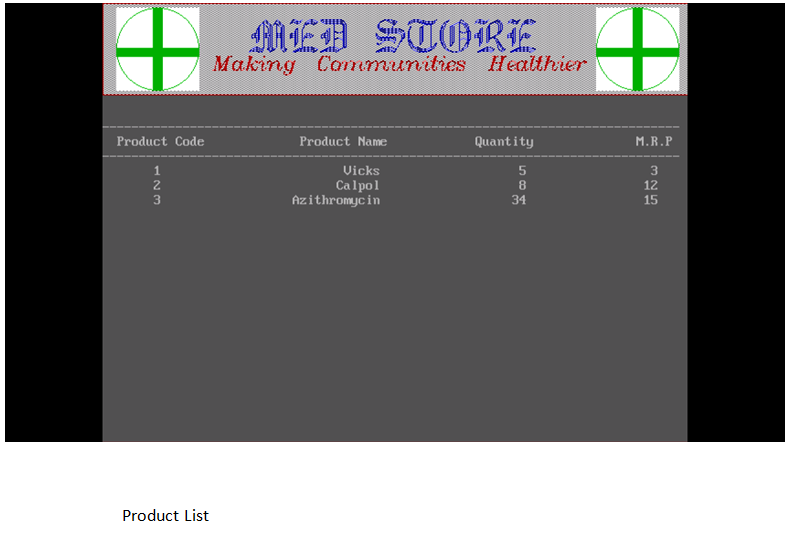 MED STORE
Making Communities Healthier
Product Code Product Name Quantity M.R.P
1 Vicks 5 3
2 Calpol 8 12
3 Azithromycin 34 15
Product List